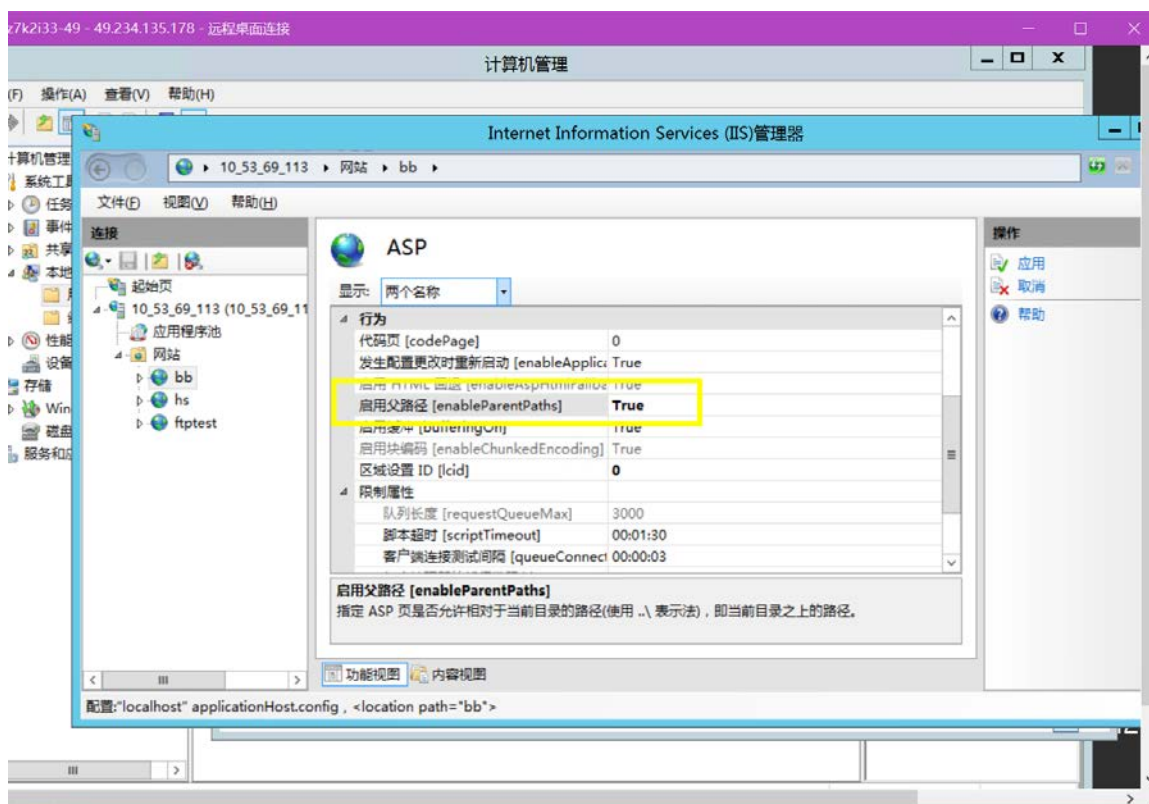 z7k2i33-49 - 49.234.135.178 - 远程桌面连接
计算机管理
(F) 操作(A) 查看(V) 帮助(H)
Internet Information Services (IIS)管理器
10_53_69_113 网站 bb
文件(F) 视图(V) 帮助(H)
计算机管理
系统工具
任务
事件
共享
本地
性能
设备
存储
Win
磁盘
服务和应
连接
起始页
10_53_69_113 (10_53_69_11
应用程序池
网站
bb
hs
ftptest
ASP
显示: 两个名称
行为
代码页 [codePage] 0
发生配置更改时重新启动 [enableApplica True
启用 HTML 回退 [enableAspHtmlFallba True
启用父路径 [enableParentPaths] True
启用缓冲 [bufferingOn] True
启用块编码 [enableChunkedEncoding] True
区域设置 ID [lcid] 0
限制属性
队列长度 [requestQueueMax] 3000
脚本超时 [scriptTimeout] 00:01:30
客户端连接测试间隔 [queueConnect 00:00:03
启用父路径 [enableParentPaths]
指定 ASP 页是否允许相对于当前目录的路径(使用 ..\ 表示法)，即当前目录之上的路径。
功能视图 内容视图
操作
应用
取消
帮助
配置:"localhost" applicationHost.config , <location path="bb">